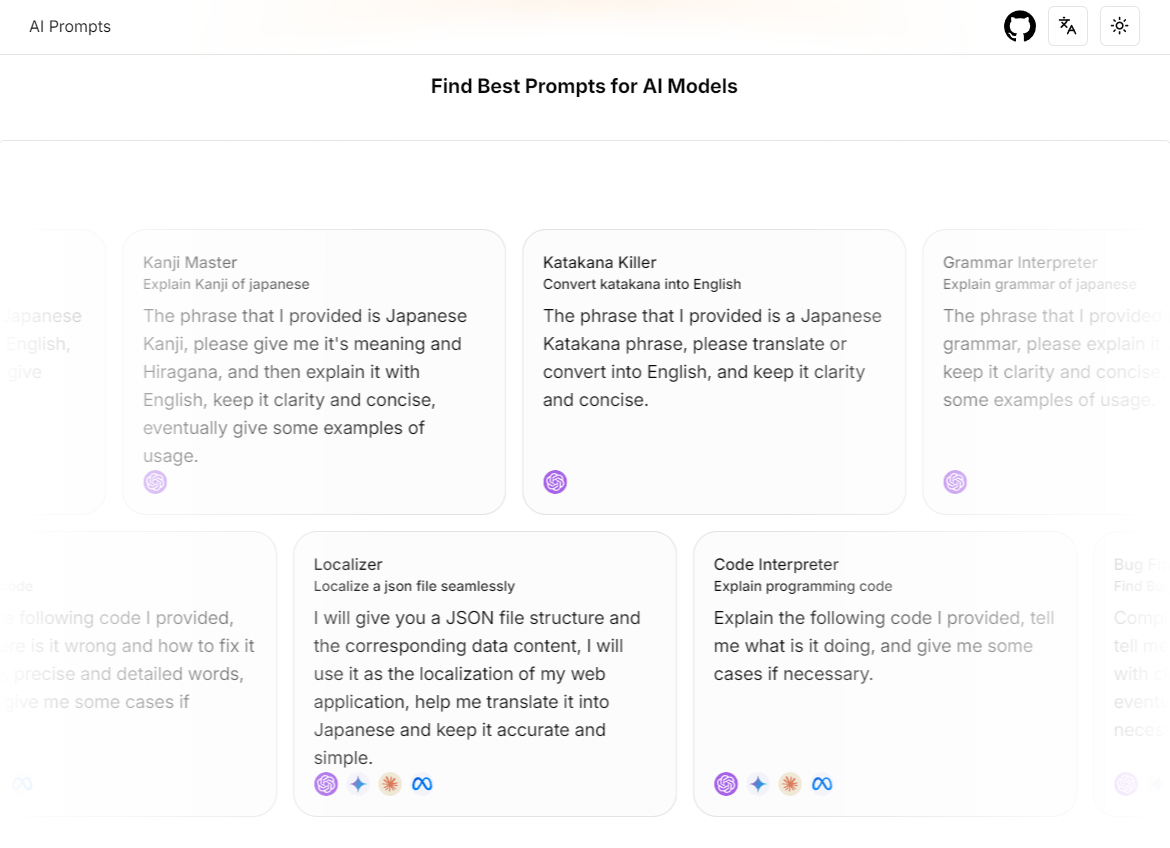 AI Prompts
Find Best Prompts for AI Models
Japanese
English,
give
Kanji Master
Explain Kanji of japanese
The phrase that I provided is Japanese
Kanji, please give me it's meaning and
Hiragana, and then explain it with
English, keep it clarity and concise,
eventually give some examples of
usage.
Katakana Killer
Convert katakana into English
The phrase that I provided is a Japanese
Katakana phrase, please translate or
convert into English, and keep it clarity
and concise.
Grammar Interpreter
Explain grammar of japanese
The phrase that I provided
grammar, please explain it
keep it clarity and concise,
some examples of usage.
code
following code I provided,
is it wrong and how to fix it
precise and detailed words,
give me some cases if
Localizer
Localize a json file seamlessly
I will give you a JSON file structure and
the corresponding data content, I will
use it as the localization of my web
application, help me translate it into
Japanese and keep it accurate and
simple.
Code Interpreter
Explain programming code
Explain the following code I provided, tell
me what is it doing, and give me some
cases if necessary.
Bug
Find
tell me
with